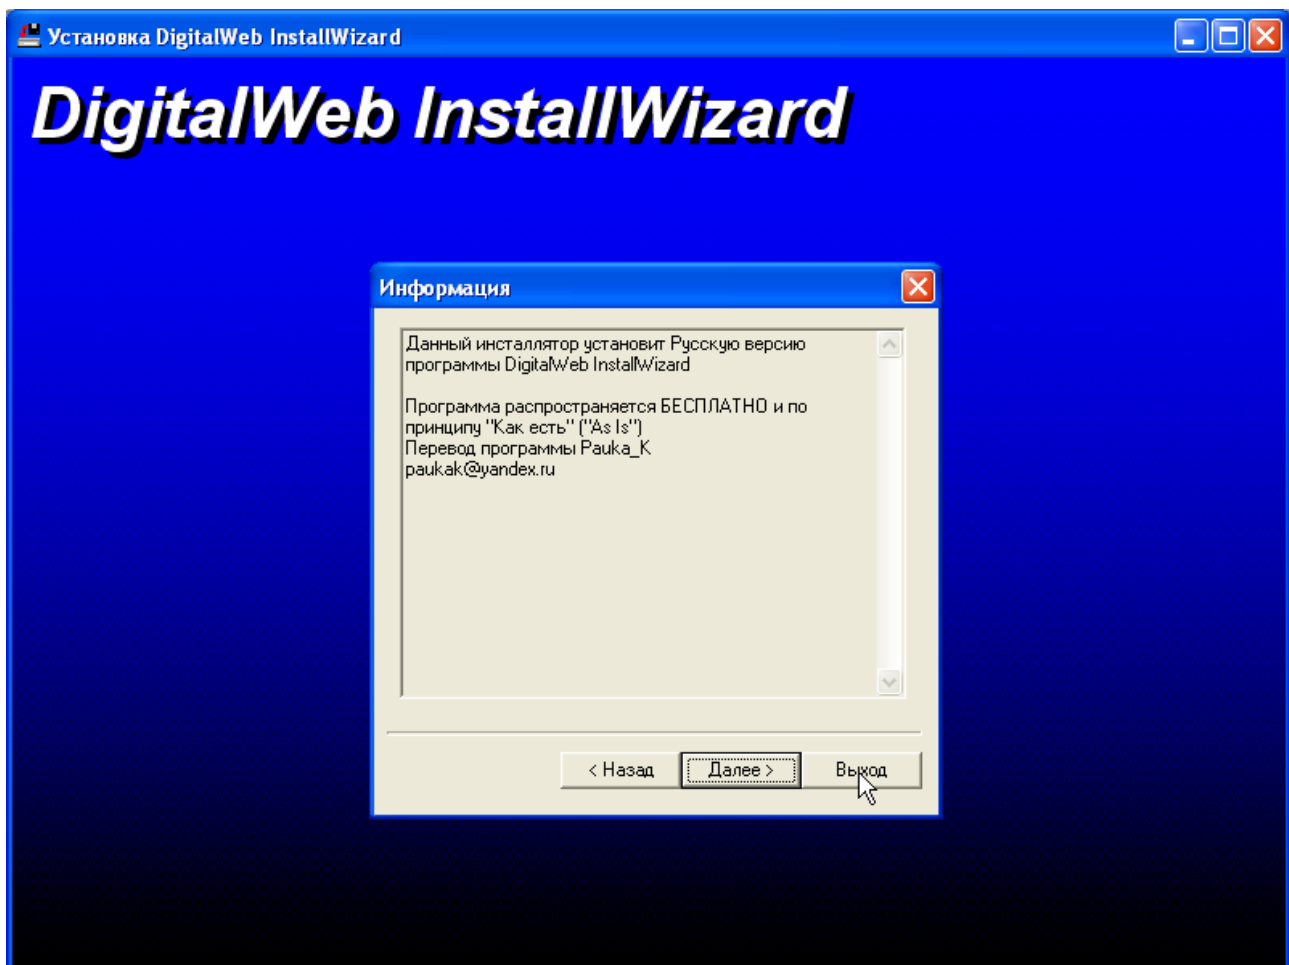 Установка DigitalWeb InstallWizard
DigitalWeb InstallWizard
Информация
Данный инсталлятор установит Русскую версию
программы DigitalWeb InstallWizard
Программа распространяется БЕСПЛАТНО и по
принципу "Как есть" ("As Is")
Перевод программы Pauka_K
paukak@yandex.ru
< Назад Далее > Выход